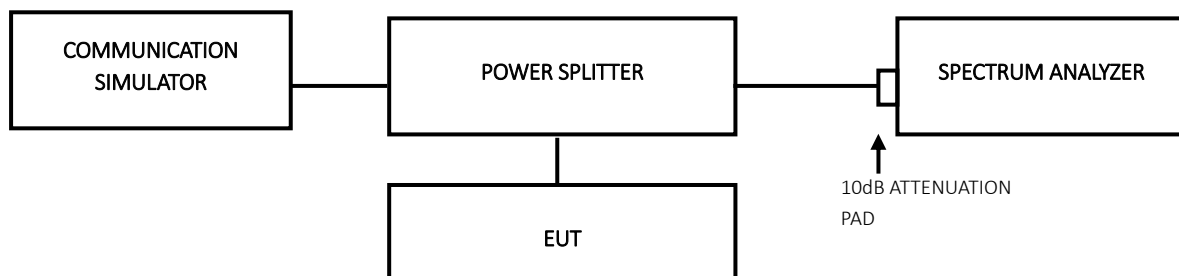 COMMUNICATION
SIMULATOR
POWER SPLITTER
SPECTRUM ANALYZER
10dB ATTENUATION
PAD
EUT